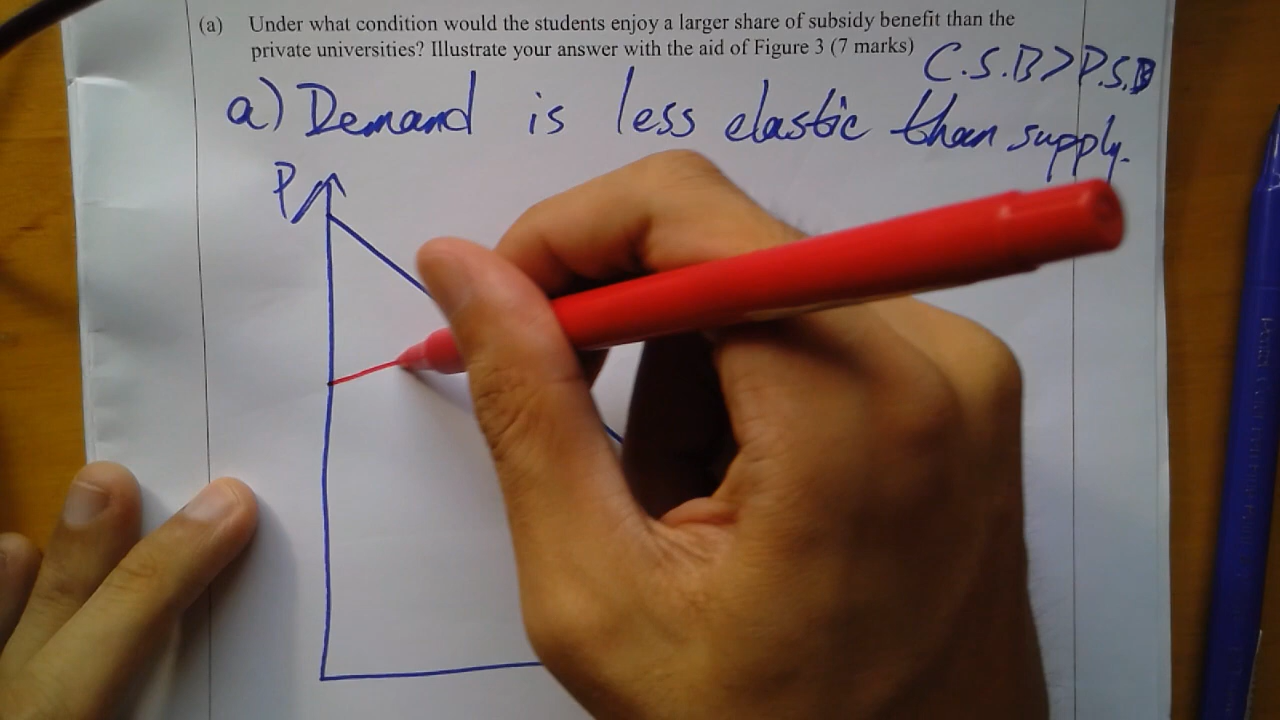 (a) Under what condition would the students enjoy a larger share of subsidy benefit than the
private universities? Illustrate your answer with the aid of Figure 3 (7 marks)
C.S.B > P.S.B
a) Demand is less elastic than supply.
P